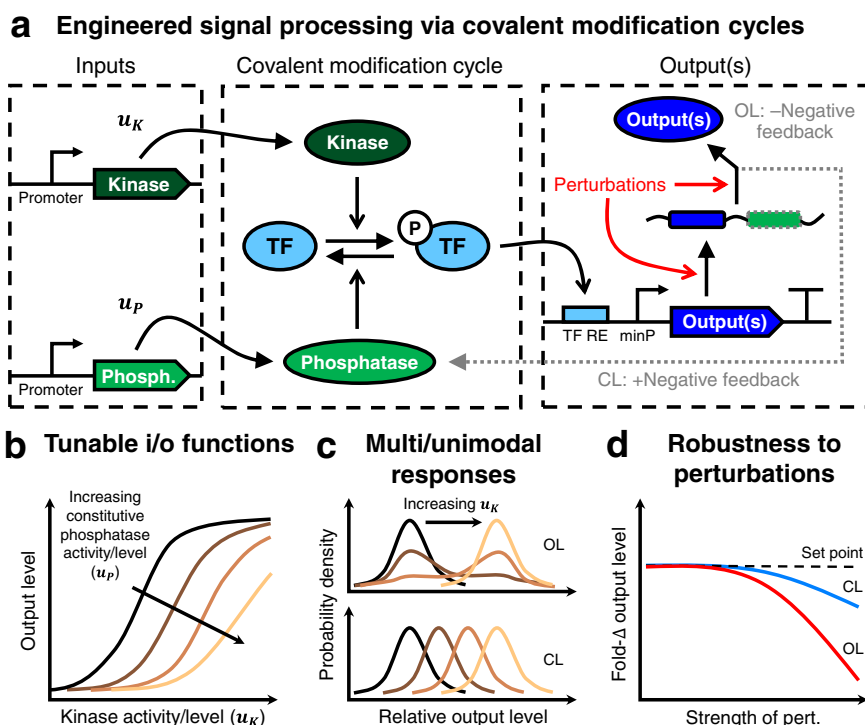 a Engineered signal processing via covalent modification cycles
Inputs
Covalent modification cycle
Output(s)
u_K
Promoter
Kinase
u_P
Promoter
Phosph.
Kinase
TF
P
TF
Phosphatase
Output(s)
OL: –Negative
feedback
Perturbations
TF RE
minP
Output(s)
CL: +Negative feedback
b Tunable i/o functions
Increasing
constitutive
phosphatase
activity/level
(u_P)
Output level
Kinase activity/level (u_K)
c Multi/unimodal
responses
Increasing u_K
OL
CL
Probability density
Relative output level
d Robustness to
perturbations
Set point
CL
OL
Fold-Δ output level
Strength of pert.